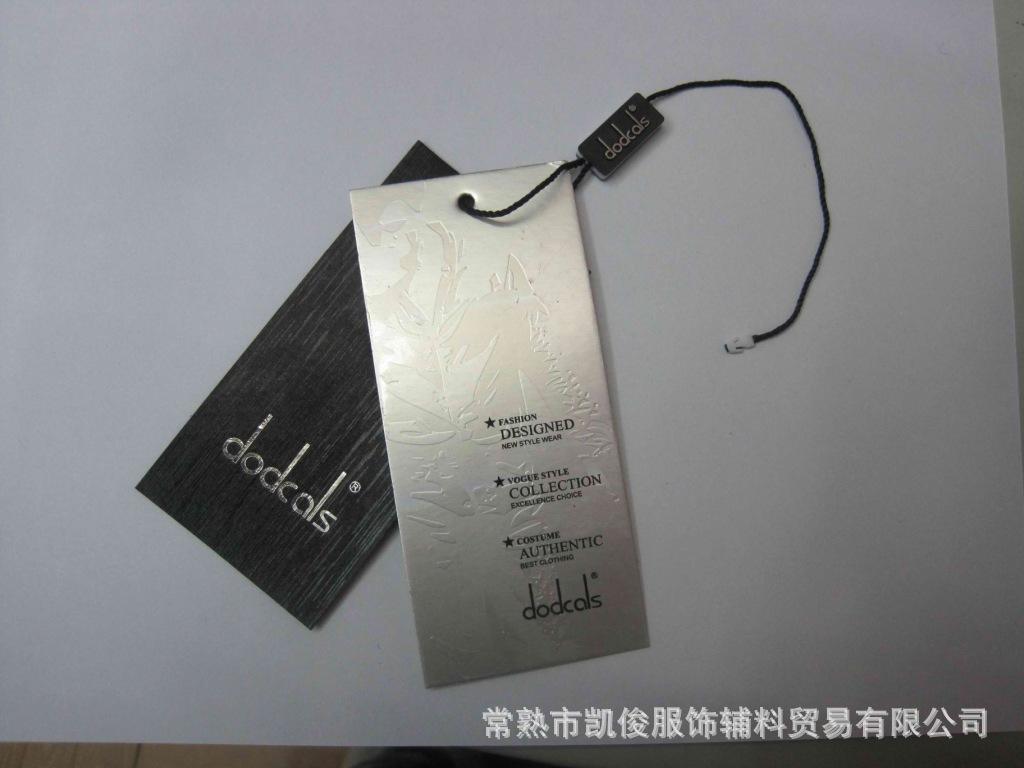 dodcals®
dodcals®
★ FASHION
DESIGNED
NEW STYLE WEAR
★ VOGUE STYLE
COLLECTION
EXCELLENCE CHOICE
★ COSTUME
AUTHENTIC
BEST CLOTHING
dodcals®
常熟市凯俊服饰辅料贸易有限公司